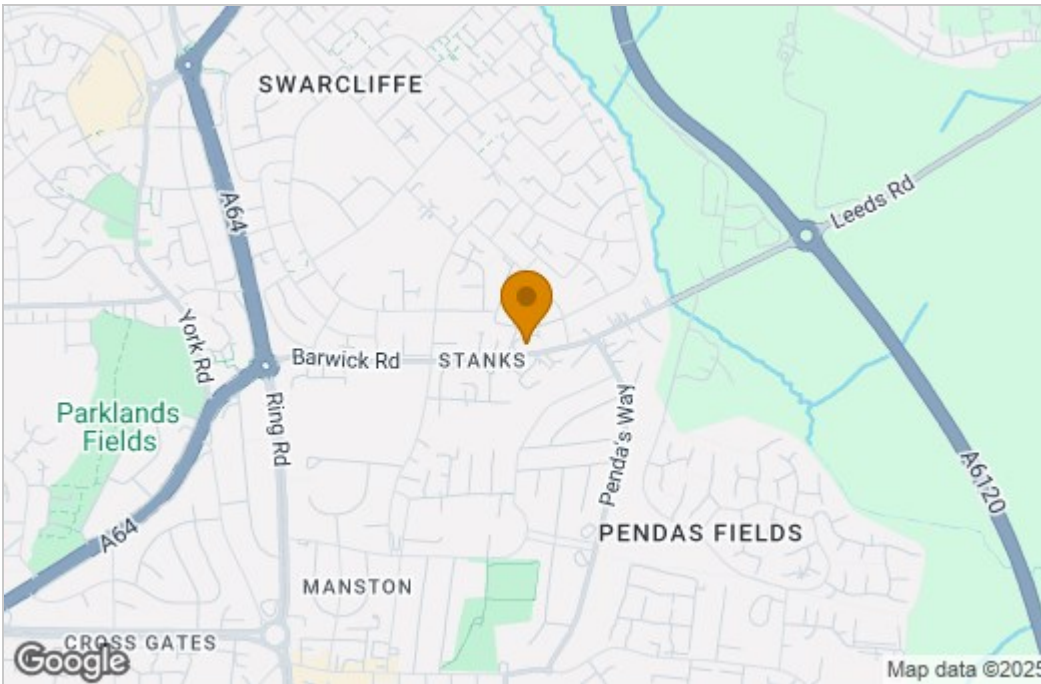 SWARCLIFFE
A64
Leeds Rd
York Rd
Barwick Rd
STANKS
Parklands
Fields
Ring Rd
Penda's Way
A6120
A64
PENDAS FIELDS
MANSTON
CROSS GATES
Google
Map data ©2025